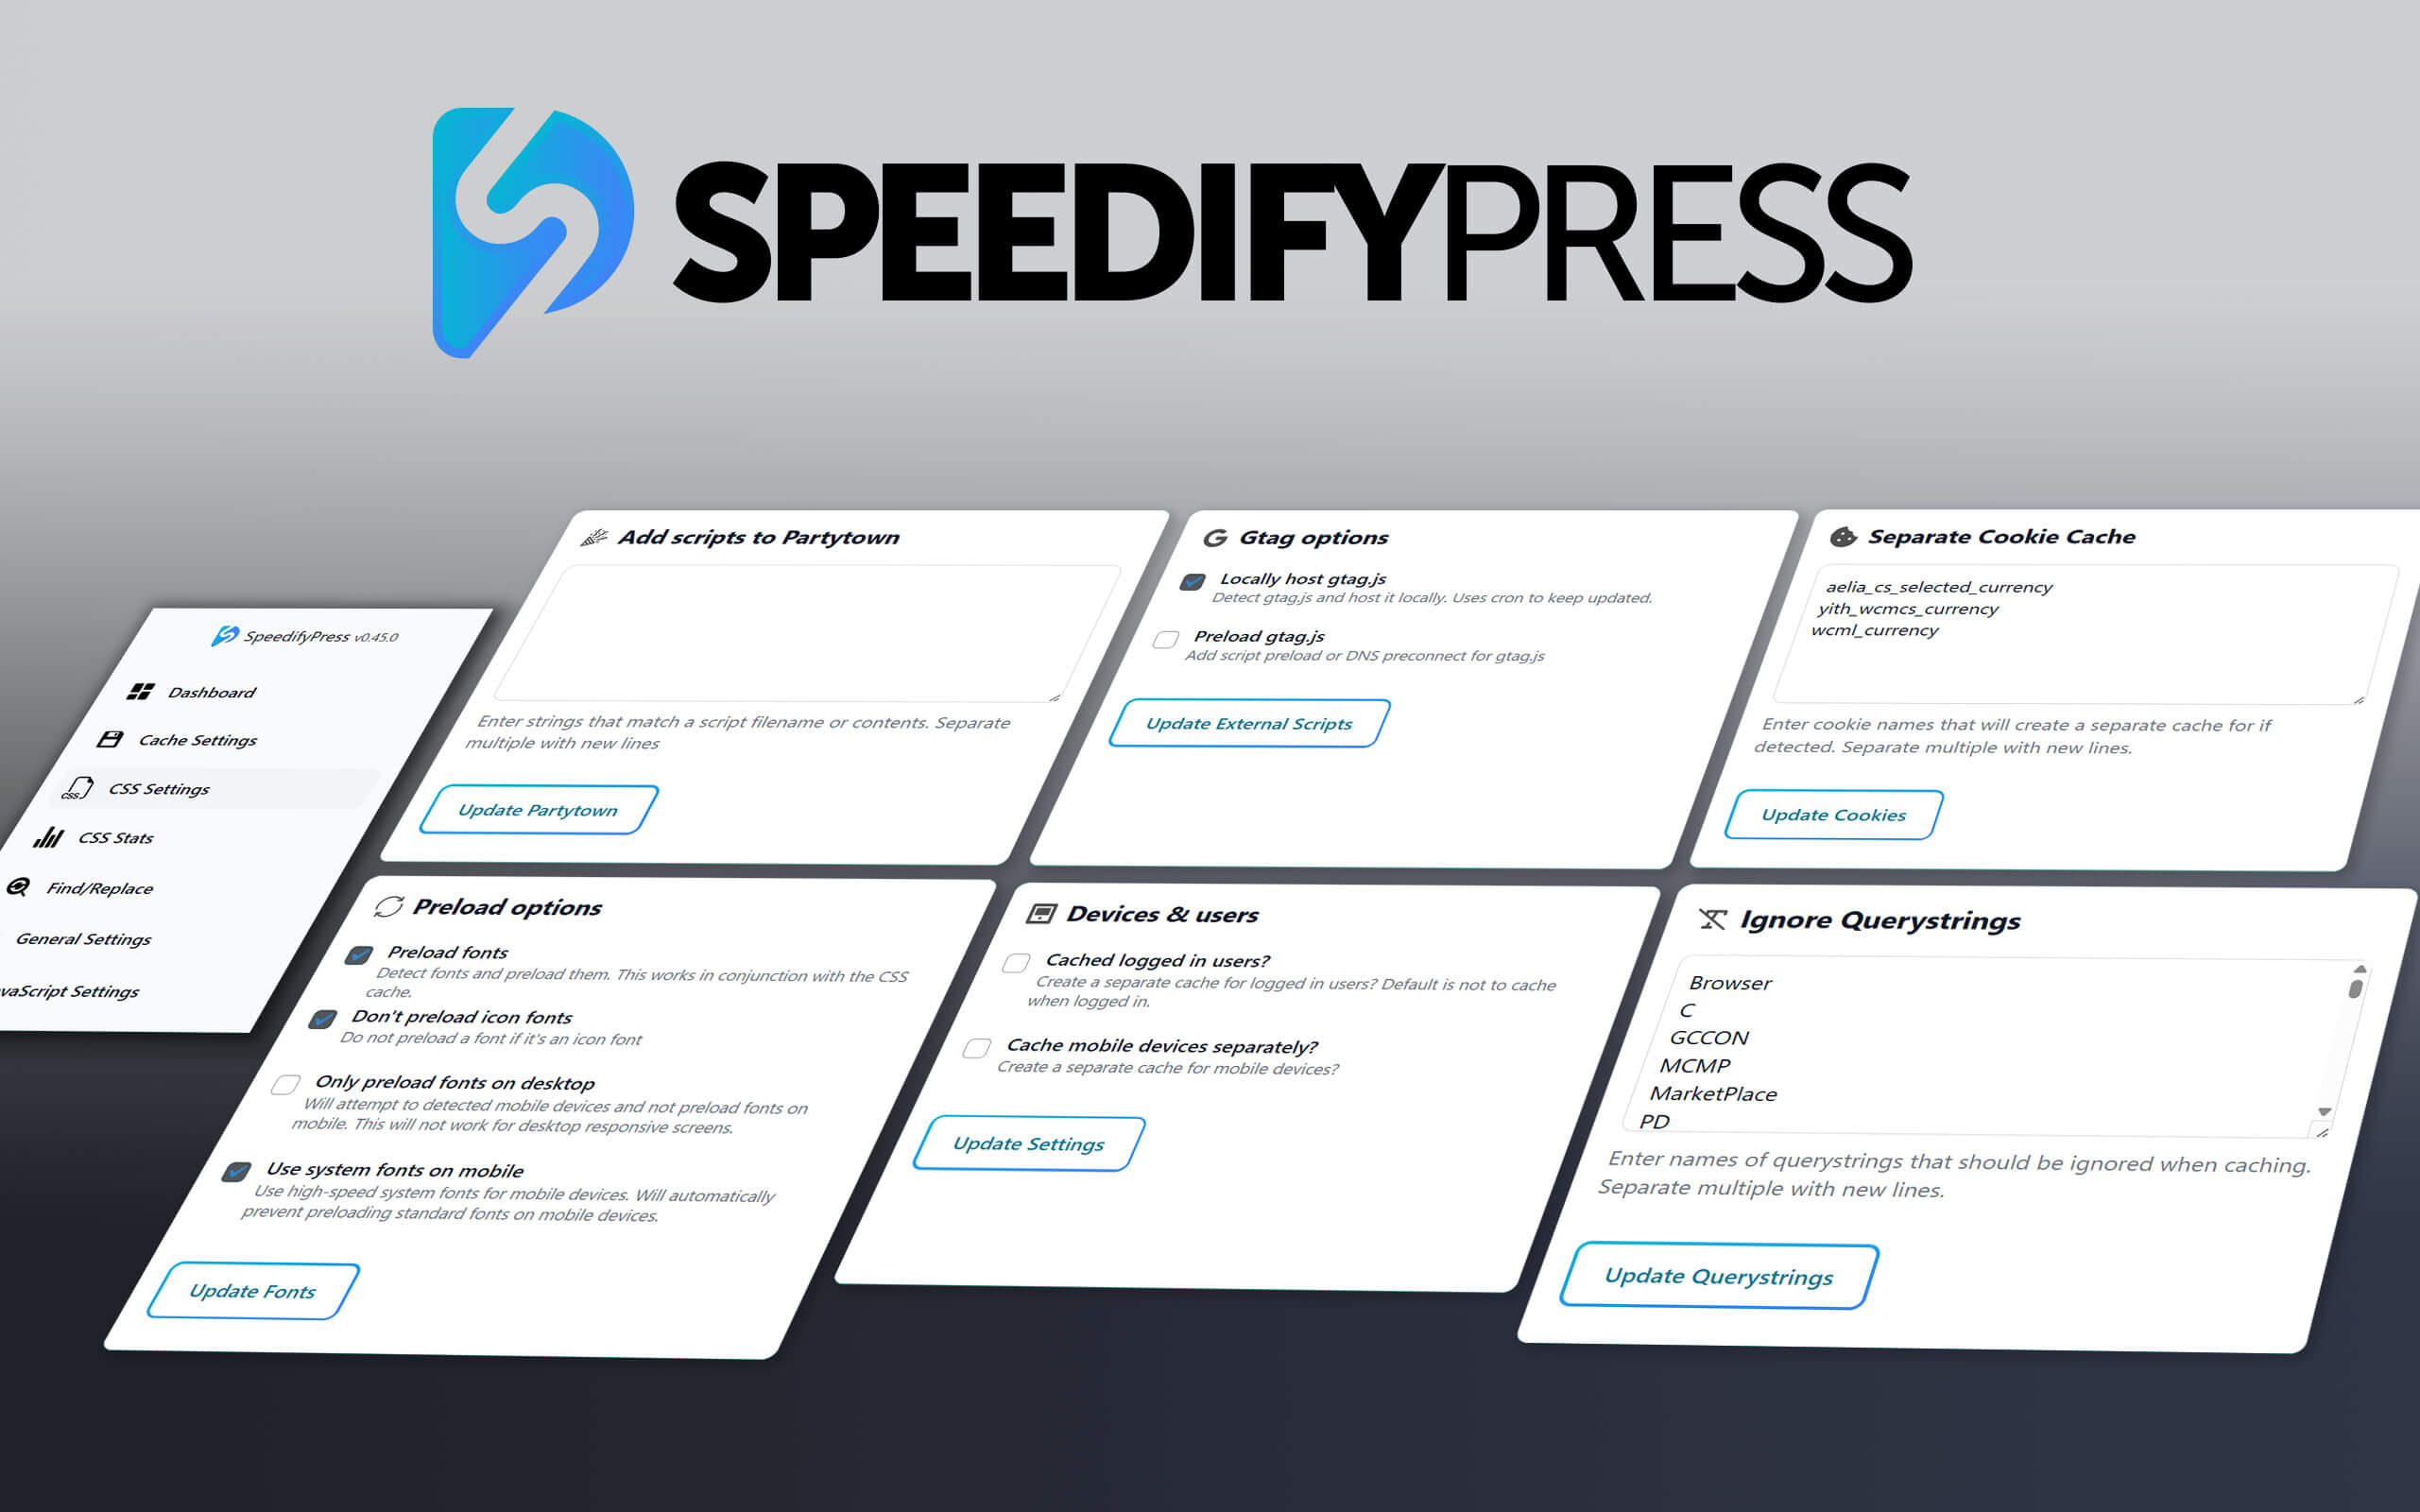 SPEEDIFYPRESS
SpeedifyPress v0.45.0
Dashboard
Cache Settings
CSS Settings
CSS Stats
Find/Replace
General Settings
vaScript Settings
Add scripts to Partytown
Enter strings that match a script filename or contents. Separate
multiple with new lines
Update Partytown
Gtag options
Locally host gtag.js
Detect gtag.js and host it locally. Uses cron to keep updated.
Preload gtag.js
Add script preload or DNS preconnect for gtag.js
Update External Scripts
Separate Cookie Cache
aelia_cs_selected_currency
yith_wcmcs_currency
wcml_currency
Enter cookie names that will create a separate cache for if
detected. Separate multiple with new lines.
Update Cookies
Preload options
Preload fonts
Detect fonts and preload them. This works in conjunction with the CSS
cache.
Don't preload icon fonts
Do not preload a font if it's an icon font
Only preload fonts on desktop
Will attempt to detected mobile devices and not preload fonts on
mobile. This will not work for desktop responsive screens.
Use system fonts on mobile
Use high-speed system fonts for mobile devices. Will automatically
prevent preloading standard fonts on mobile devices.
Update Fonts
Devices & users
Cached logged in users?
Create a separate cache for logged in users? Default is not to cache
when logged in.
Cache mobile devices separately?
Create a separate cache for mobile devices?
Update Settings
Ignore Querystrings
Browser
C
GCCON
MCMP
MarketPlace
PD
Enter names of querystrings that should be ignored when caching.
Separate multiple with new lines.
Update Querystrings